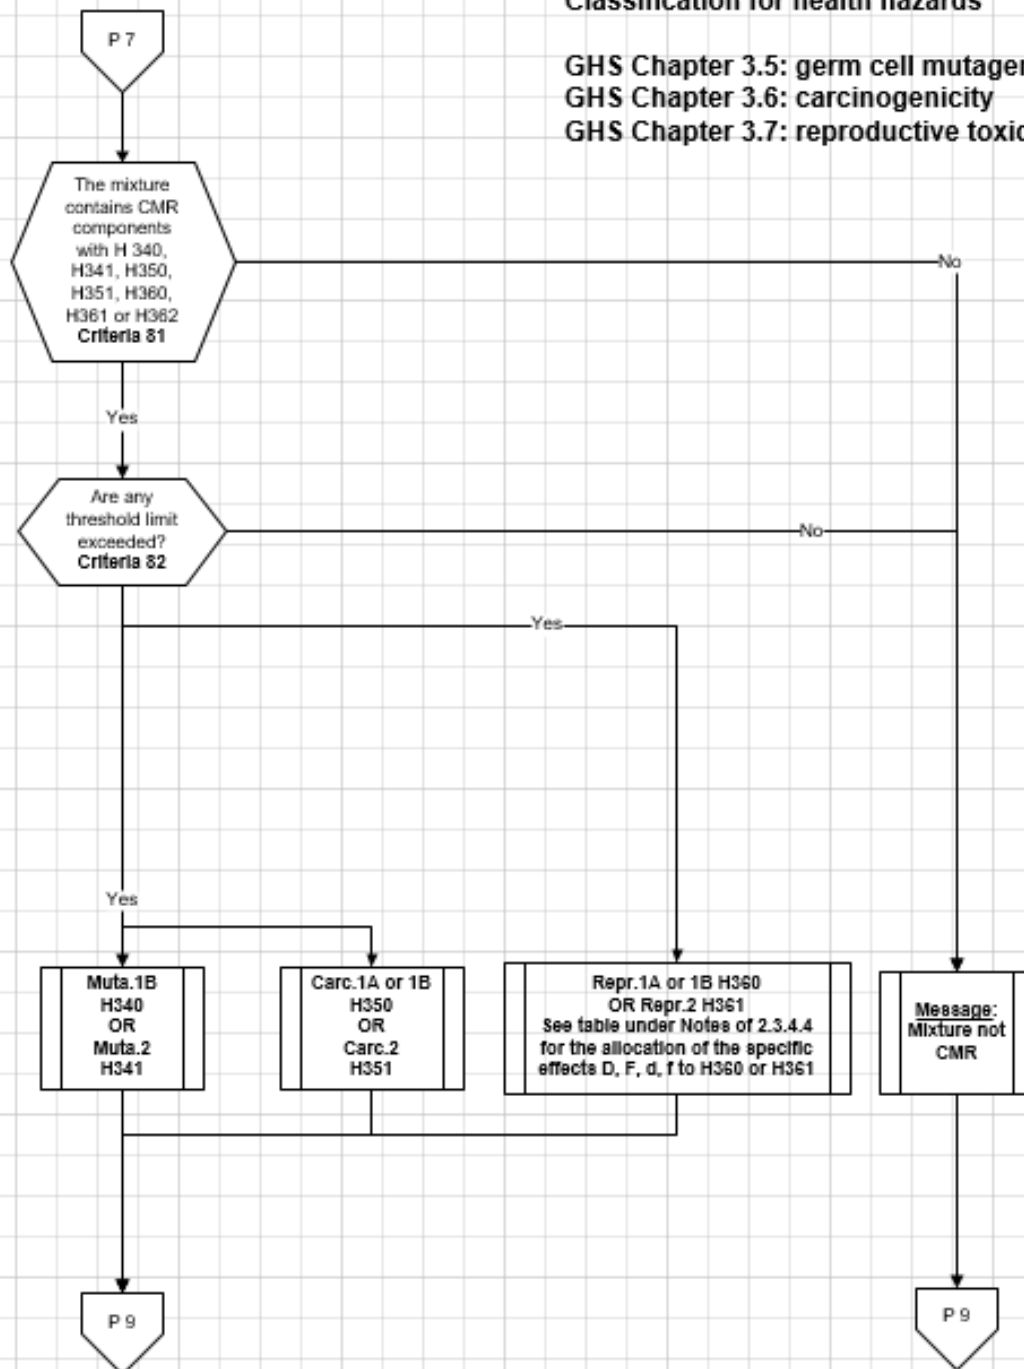 Classification for health hazards
P 7
GHS Chapter 3.5: germ cell mutage
GHS Chapter 3.6: carcinogenicity
GHS Chapter 3.7: reproductive toxic
The mixture
contains CMR
components
with H 340,
H341, H350,
H351, H360,
H361 or H362
Criteria 81
No
Yes
Are any
threshold limit
exceeded?
Criteria 82
No
Yes
Yes
Muta.1B
H340
OR
Muta.2
H341
Carc.1A or 1B
H350
OR
Carc.2
H351
Repr.1A or 1B H360
OR Repr.2 H361
See table under Notes of 2.3.4.4
for the allocation of the specific
effects D, F, d, f to H360 or H361
Message:
Mixture not
CMR
P 9
P 9